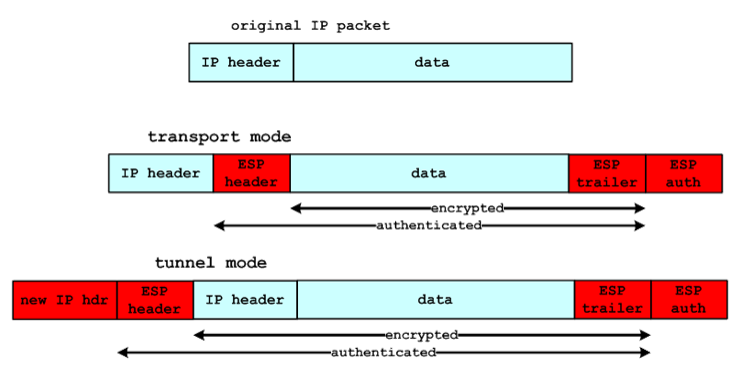 original IP packet
IP header data
transport mode
IP header ESP header data ESP trailer ESP auth
encrypted
authenticated
tunnel mode
new IP hdr ESP header IP header data ESP trailer ESP auth
encrypted
authenticated